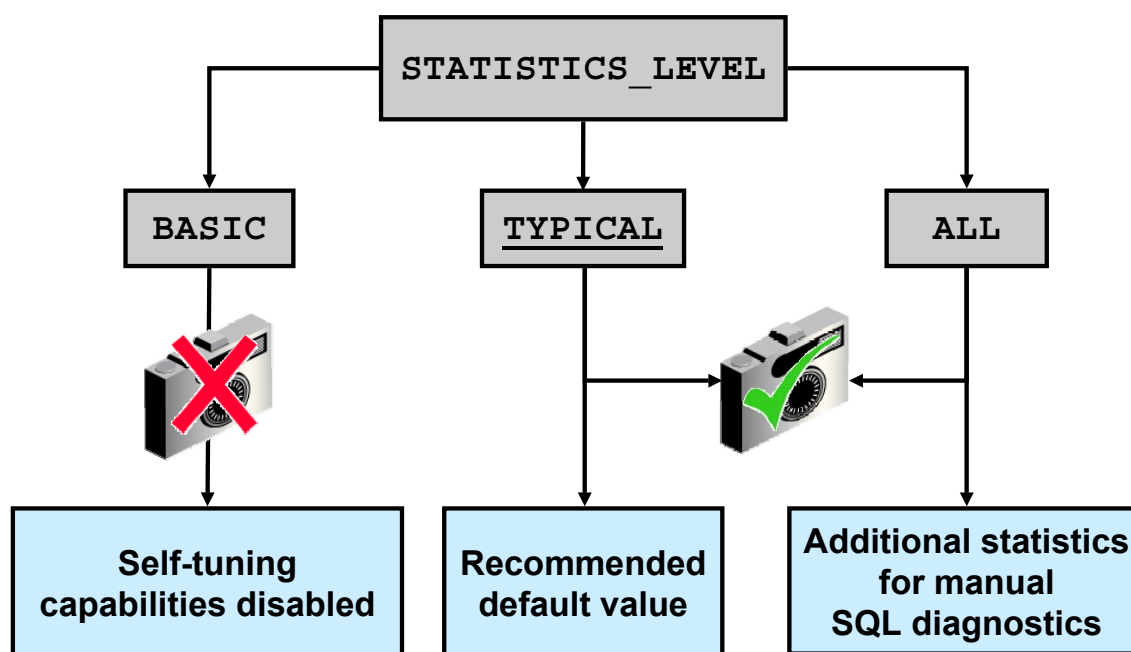 STATISTICS_LEVEL
BASIC
TYPICAL
ALL
Self-tuning
capabilities disabled
Recommended
default value
Additional statistics
for manual
SQL diagnostics